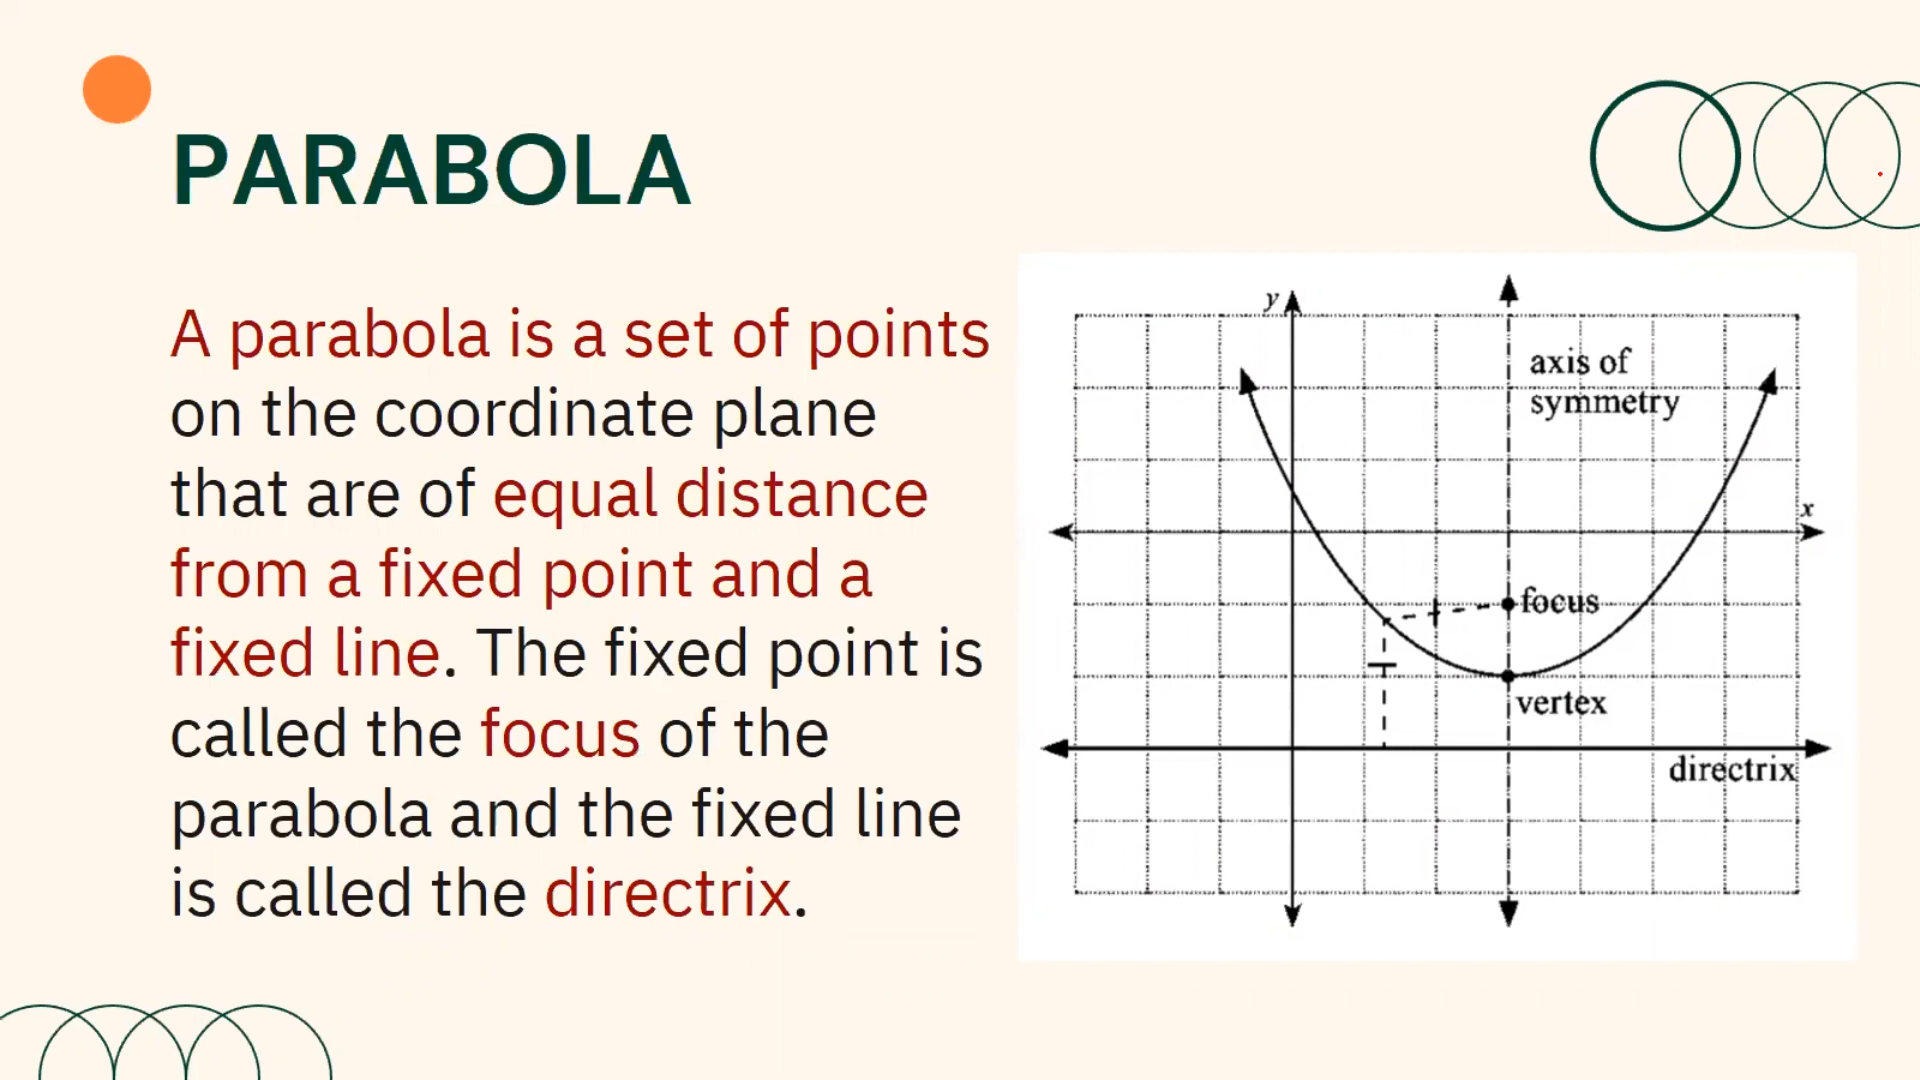 PARABOLA
A parabola is a set of points
on the coordinate plane
that are of equal distance
from a fixed point and a
fixed line. The fixed point is
called the focus of the
parabola and the fixed line
is called the directrix.
y
axis of
symmetry
x
focus
vertex
directrix